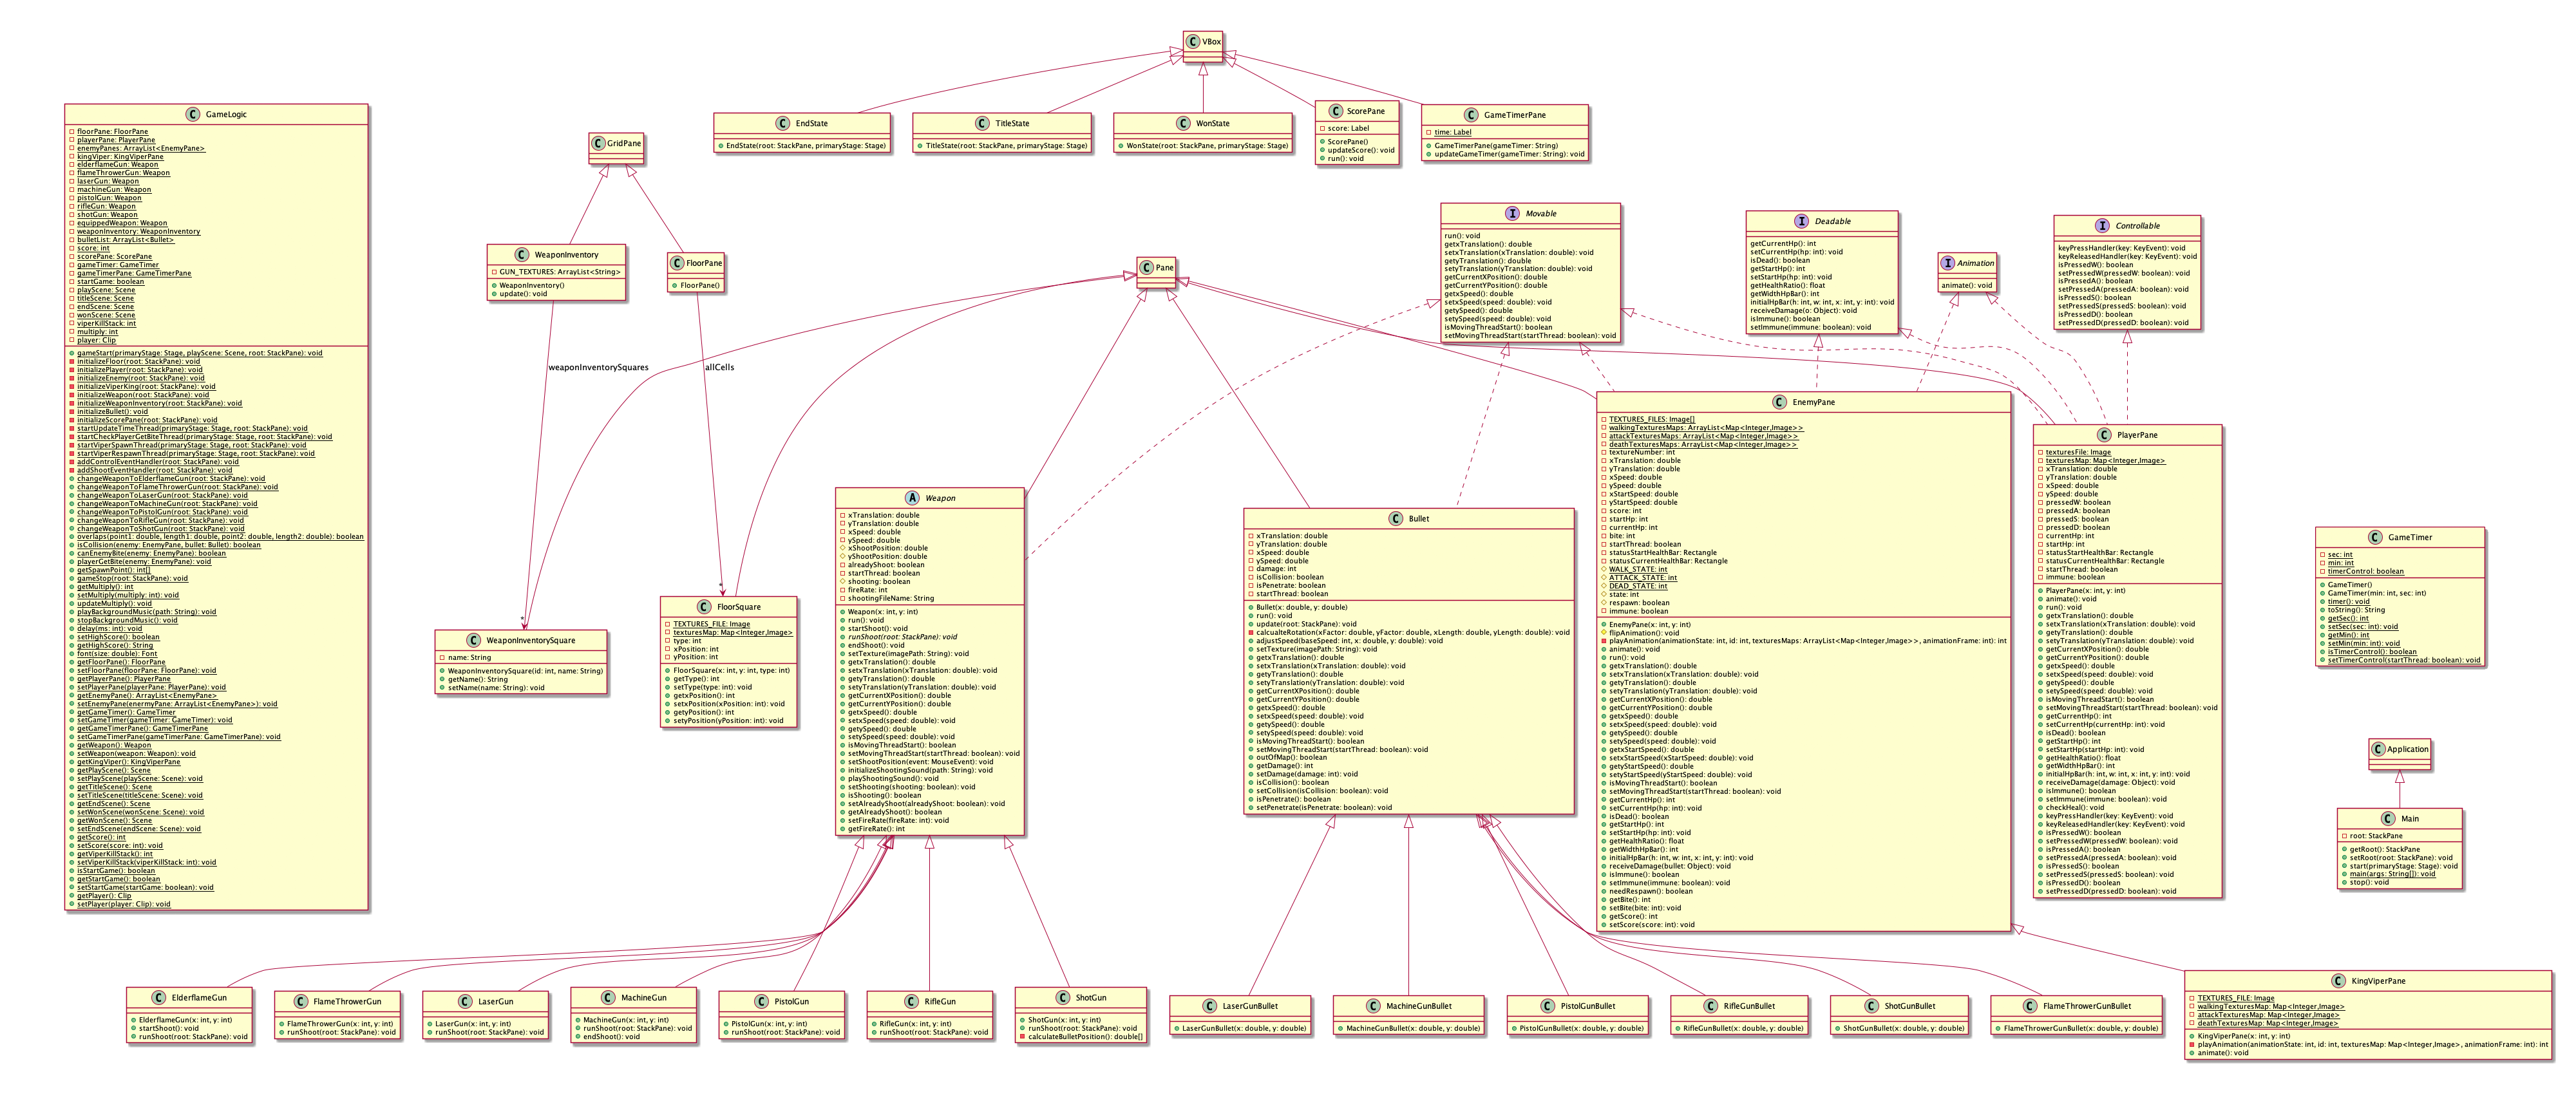 VBox
EndState
EndState(root: StackPane, primaryStage: Stage)
TitleState
TitleState(root: StackPane, primaryStage: Stage)
WonState
WonState(root: StackPane, primaryStage: Stage)
ScorePane
score: Label
ScorePane()
updateScore(): void
run(): void
GameTimerPane
time: Label
GameTimerPane(gameTimer: String)
updateGameTimer(gameTimer: String): void
GameLogic
floorPane: FloorPane
playerPane: PlayerPane
enemyPanes: ArrayList<EnemyPane>
kingViper: KingViperPane
elderflameGun: Weapon
flameThrowerGun: Weapon
laserGun: Weapon
machineGun: Weapon
pistolGun: Weapon
rifleGun: Weapon
shotGun: Weapon
equippedWeapon: Weapon
weaponInventory: WeaponInventory
bulletList: ArrayList<Bullet>
score: int
scorePane: ScorePane
gameTimer: GameTimer
gameTimerPane: GameTimerPane
startGame: boolean
playScene: Scene
titleScene: Scene
endScene: Scene
wonScene: Scene
viperKillStack: int
multiply: int
player: Clip
gameStart(primaryStage: Stage, playScene: Scene, root: StackPane): void
initializeFloor(root: StackPane): void
initializePlayer(root: StackPane): void
initializeEnemy(root: StackPane): void
initializeViperKing(root: StackPane): void
initializeWeapon(root: StackPane): void
initializeWeaponInventory(root: StackPane): void
initializeBullet(): void
initializeScorePane(root: StackPane): void
startUpdateTimeThread(primaryStage: Stage, root: StackPane): void
startCheckPlayerGetBiteThread(primaryStage: Stage, root: StackPane): void
startViperSpawnThread(primaryStage: Stage, root: StackPane): void
startViperRespawnThread(primaryStage: Stage, root: StackPane): void
addControlEventHandler(root: StackPane): void
addShootEventHandler(root: StackPane): void
changeWeaponToElderflameGun(root: StackPane): void
changeWeaponToFlameThrowerGun(root: StackPane): void
changeWeaponToLaserGun(root: StackPane): void
changeWeaponToMachineGun(root: StackPane): void
changeWeaponToPistolGun(root: StackPane): void
changeWeaponToRifleGun(root: StackPane): void
changeWeaponToShotGun(root: StackPane): void
overlaps(point1: double, length1: double, point2: double, length2: double): boolean
isCollision(enemy: EnemyPane, bullet: Bullet): boolean
canEnemyBite(enemy: EnemyPane): boolean
playerGetBite(enemy: EnemyPane): void
getSpawnPoint(): int[]
gameStop(root: StackPane): void
getMultiply(): int
setMultiply(multiply: int): void
updateMultiply(): void
playBackgroundMusic(path: String): void
stopBackgroundMusic(): void
delay(ms: int): void
setHighScore(): boolean
getHighScore(): String
font(size: double): Font
getFloorPane(): FloorPane
setFloorPane(floorPane: FloorPane): void
getPlayerPane(): PlayerPane
setPlayerPane(playerPane: PlayerPane): void
getEnemyPane(): ArrayList<EnemyPane>
setEnemyPane(enermyPane: ArrayList<EnemyPane>): void
getGameTimer(): GameTimer
setGameTimer(gameTimer: GameTimer): void
getGameTimerPane(): GameTimerPane
setGameTimerPane(gameTimerPane: GameTimerPane): void
getWeapon(): Weapon
setWeapon(weapon: Weapon): void
getKingViper(): KingViperPane
getPlayScene(): Scene
setPlayScene(playScene: Scene): void
getTitleScene(): Scene
setTitleScene(titleScene: Scene): void
getEndScene(): Scene
setWonScene(wonScene: Scene): void
getWonScene(): Scene
setEndScene(endScene: Scene): void
getScore(): int
setScore(score: int): void
getViperKillStack(): int
setViperKillStack(viperKillStack: int): void
isStartGame(): boolean
getStartGame(): boolean
setStartGame(startGame: boolean): void
getPlayer(): Clip
setPlayer(player: Clip): void
GridPane
WeaponInventory
GUN_TEXTURES: ArrayList<String>
WeaponInventory()
update(): void
FloorPane
FloorPane()
weaponInventorySquares
allCells
*
*
WeaponInventorySquare
name: String
WeaponInventorySquare(id: int, name: String)
getName(): String
setName(name: String): void
FloorSquare
TEXTURES_FILE: Image
texturesMap: Map<Integer,Image>
type: int
xPosition: int
yPosition: int
FloorSquare(x: int, y: int, type: int)
getType(): int
setType(type: int): void
getxPosition(): int
setxPosition(xPosition: int): void
getyPosition(): int
setyPosition(yPosition: int): void
Pane
Movable
run(): void
getxTranslation(): double
setxTranslation(xTranslation: double): void
getyTranslation(): double
setyTranslation(yTranslation: double): void
getCurrentXPosition(): double
getCurrentYPosition(): double
getxSpeed(): double
setxSpeed(speed: double): void
getySpeed(): double
setySpeed(speed: double): void
isMovingThreadStart(): boolean
setMovingThreadStart(startThread: boolean): void
Deadable
getCurrentHp(): int
setCurrentHp(hp: int): void
isDead(): boolean
getStartHp(): int
setStartHp(hp: int): void
getHealthRatio(): float
getWidthHpBar(): int
initialHpBar(h: int, w: int, x: int, y: int): void
receiveDamage(o: Object): void
isImmune(): boolean
setImmune(immune: boolean): void
Animation
animate(): void
Controllable
keyPressHandler(key: KeyEvent): void
keyReleasedHandler(key: KeyEvent): void
isPressedW(): boolean
setPressedW(pressedW: boolean): void
isPressedA(): boolean
setPressedA(pressedA: boolean): void
isPressedS(): boolean
setPressedS(pressedS: boolean): void
isPressedD(): boolean
setPressedD(pressedD: boolean): void
Weapon
xTranslation: double
yTranslation: double
xSpeed: double
ySpeed: double
xShootPosition: double
yShootPosition: double
alreadyShoot: boolean
startThread: boolean
shooting: boolean
fireRate: int
shootingFileName: String
Weapon(x: int, y: int)
run(): void
startShoot(): void
runShoot(root: StackPane): void
endShoot(): void
setTexture(imagePath: String): void
getxTranslation(): double
setxTranslation(xTranslation: double): void
getyTranslation(): double
setyTranslation(yTranslation: double): void
getCurrentXPosition(): double
getCurrentYPosition(): double
getxSpeed(): double
setxSpeed(speed: double): void
getySpeed(): double
setySpeed(speed: double): void
isMovingThreadStart(): boolean
setMovingThreadStart(startThread: boolean): void
setShootPosition(event: MouseEvent): void
initializeShootingSound(path: String): void
playShootingSound(): void
setShooting(shooting: boolean): void
isShooting(): boolean
setAlreadyShoot(alreadyShoot: boolean): void
getAlreadyShoot(): boolean
setFireRate(fireRate: int): void
getFireRate(): int
Bullet
xTranslation: double
yTranslation: double
xSpeed: double
ySpeed: double
damage: int
isCollision: boolean
isPenetrate: boolean
startThread: boolean
Bullet(x: double, y: double)
run(): void
update(root: StackPane): void
adjustSpeed(baseSpeed: int, x: double, y: double): void
calcualteRotation(xFactor: double, yFactor: double, xLength: double, yLength: double): void
setTexture(imagePath: String): void
getxTranslation(): double
setxTranslation(xTranslation: double): void
getyTranslation(): double
setyTranslation(yTranslation: double): void
getCurrentXPosition(): double
getCurrentYPosition(): double
getxSpeed(): double
setxSpeed(speed: double): void
getySpeed(): double
setySpeed(speed: double): void
isMovingThreadStart(): boolean
setMovingThreadStart(startThread: boolean): void
outOfMap(): boolean
getDamage(): int
setDamage(damage: int): void
isCollision(): boolean
setCollision(isCollision: boolean): void
isPenetrate(): boolean
setPenetrate(isPenetrate: boolean): void
EnemyPane
TEXTURES_FILES: Image[]
walkingTexturesMaps: ArrayList<Map<Integer,Image>>
attackTexturesMaps: ArrayList<Map<Integer,Image>>
deathTexturesMaps: ArrayList<Map<Integer,Image>>
textureNumber: int
xTranslation: double
yTranslation: double
xSpeed: double
ySpeed: double
xStartSpeed: double
yStartSpeed: double
score: int
startHp: int
currentHp: int
bite: int
startThread: boolean
statusStartHealthBar: Rectangle
statusCurrentHealthBar: Rectangle
WALK_STATE: int
ATTACK_STATE: int
DEAD_STATE: int
state: int
respawn: boolean
immune: boolean
EnemyPane(x: int, y: int)
flipAnimation(): void
playAnimation(animationState: int, id: int, texturesMaps: ArrayList<Map<Integer,Image>>, animationFrame: int): int
animate(): void
run(): void
getxTranslation(): double
setxTranslation(xTranslation: double): void
getyTranslation(): double
setyTranslation(yTranslation: double): void
getCurrentXPosition(): double
getCurrentYPosition(): double
getxSpeed(): double
setxSpeed(speed: double): void
getySpeed(): double
setySpeed(speed: double): void
getxStartSpeed(): double
setxStartSpeed(xStartSpeed: double): void
getyStartSpeed(): double
setyStartSpeed(yStartSpeed: double): void
isMovingThreadStart(): boolean
setMovingThreadStart(startThread: boolean): void
getCurrentHp(): int
setCurrentHp(hp: int): void
isDead(): boolean
getStartHp(): int
setStartHp(hp: int): void
getHealthRatio(): float
getWidthHpBar(): int
initialHpBar(h: int, w: int, x: int, y: int): void
receiveDamage(bullet: Object): void
isImmune(): boolean
setImmune(immune: boolean): void
needRespawn(): boolean
getBite(): int
setBite(bite: int): void
getScore(): int
setScore(score: int): void
PlayerPane
texturesFile: Image
texturesMap: Map<Integer,Image>
xTranslation: double
yTranslation: double
xSpeed: double
ySpeed: double
pressedW: boolean
pressedA: boolean
pressedS: boolean
pressedD: boolean
currentHp: int
startHp: int
statusStartHealthBar: Rectangle
statusCurrentHealthBar: Rectangle
startThread: boolean
immune: boolean
PlayerPane(x: int, y: int)
animate(): void
run(): void
getxTranslation(): double
setxTranslation(xTranslation: double): void
getyTranslation(): double
setyTranslation(yTranslation: double): void
getCurrentXPosition(): double
getCurrentYPosition(): double
getxSpeed(): double
setxSpeed(speed: double): void
getySpeed(): double
setySpeed(speed: double): void
isMovingThreadStart(): boolean
setMovingThreadStart(startThread: boolean): void
getCurrentHp(): int
setCurrentHp(currentHp: int): void
isDead(): boolean
getStartHp(): int
setStartHp(startHp: int): void
getHealthRatio(): float
getWidthHpBar(): int
initialHpBar(h: int, w: int, x: int, y: int): void
receiveDamage(damage: Object): void
isImmune(): boolean
setImmune(immune: boolean): void
checkHeal(): void
keyPressHandler(key: KeyEvent): void
keyReleasedHandler(key: KeyEvent): void
isPressedW(): boolean
setPressedW(pressedW: boolean): void
isPressedA(): boolean
setPressedA(pressedA: boolean): void
isPressedS(): boolean
setPressedS(pressedS: boolean): void
isPressedD(): boolean
setPressedD(pressedD: boolean): void
GameTimer
sec: int
min: int
timerControl: boolean
GameTimer()
GameTimer(min: int, sec: int)
timer(): void
toString(): String
getSec(): int
setSec(sec: int): void
getMin(): int
setMin(min: int): void
isTimerControl(): boolean
setTimerControl(startThread: boolean): void
Application
Main
root: StackPane
getRoot(): StackPane
setRoot(root: StackPane): void
start(primaryStage: Stage): void
main(args: String[]): void
stop(): void
ElderflameGun
ElderflameGun(x: int, y: int)
startShoot(): void
runShoot(root: StackPane): void
FlameThrowerGun
FlameThrowerGun(x: int, y: int)
runShoot(root: StackPane): void
LaserGun
LaserGun(x: int, y: int)
runShoot(root: StackPane): void
MachineGun
MachineGun(x: int, y: int)
runShoot(root: StackPane): void
endShoot(): void
PistolGun
PistolGun(x: int, y: int)
runShoot(root: StackPane): void
RifleGun
RifleGun(x: int, y: int)
runShoot(root: StackPane): void
ShotGun
ShotGun(x: int, y: int)
runShoot(root: StackPane): void
calculateBulletPosition(): double[]
LaserGunBullet
LaserGunBullet(x: double, y: double)
MachineGunBullet
MachineGunBullet(x: double, y: double)
PistolGunBullet
PistolGunBullet(x: double, y: double)
RifleGunBullet
RifleGunBullet(x: double, y: double)
ShotGunBullet
ShotGunBullet(x: double, y: double)
FlameThrowerGunBullet
FlameThrowerGunBullet(x: double, y: double)
KingViperPane
TEXTURES_FILE: Image
walkingTexturesMap: Map<Integer,Image>
attackTexturesMap: Map<Integer,Image>
deathTexturesMap: Map<Integer,Image>
KingViperPane(x: int, y: int)
playAnimation(animationState: int, id: int, texturesMap: Map<Integer,Image>, animationFrame: int): int
animate(): void